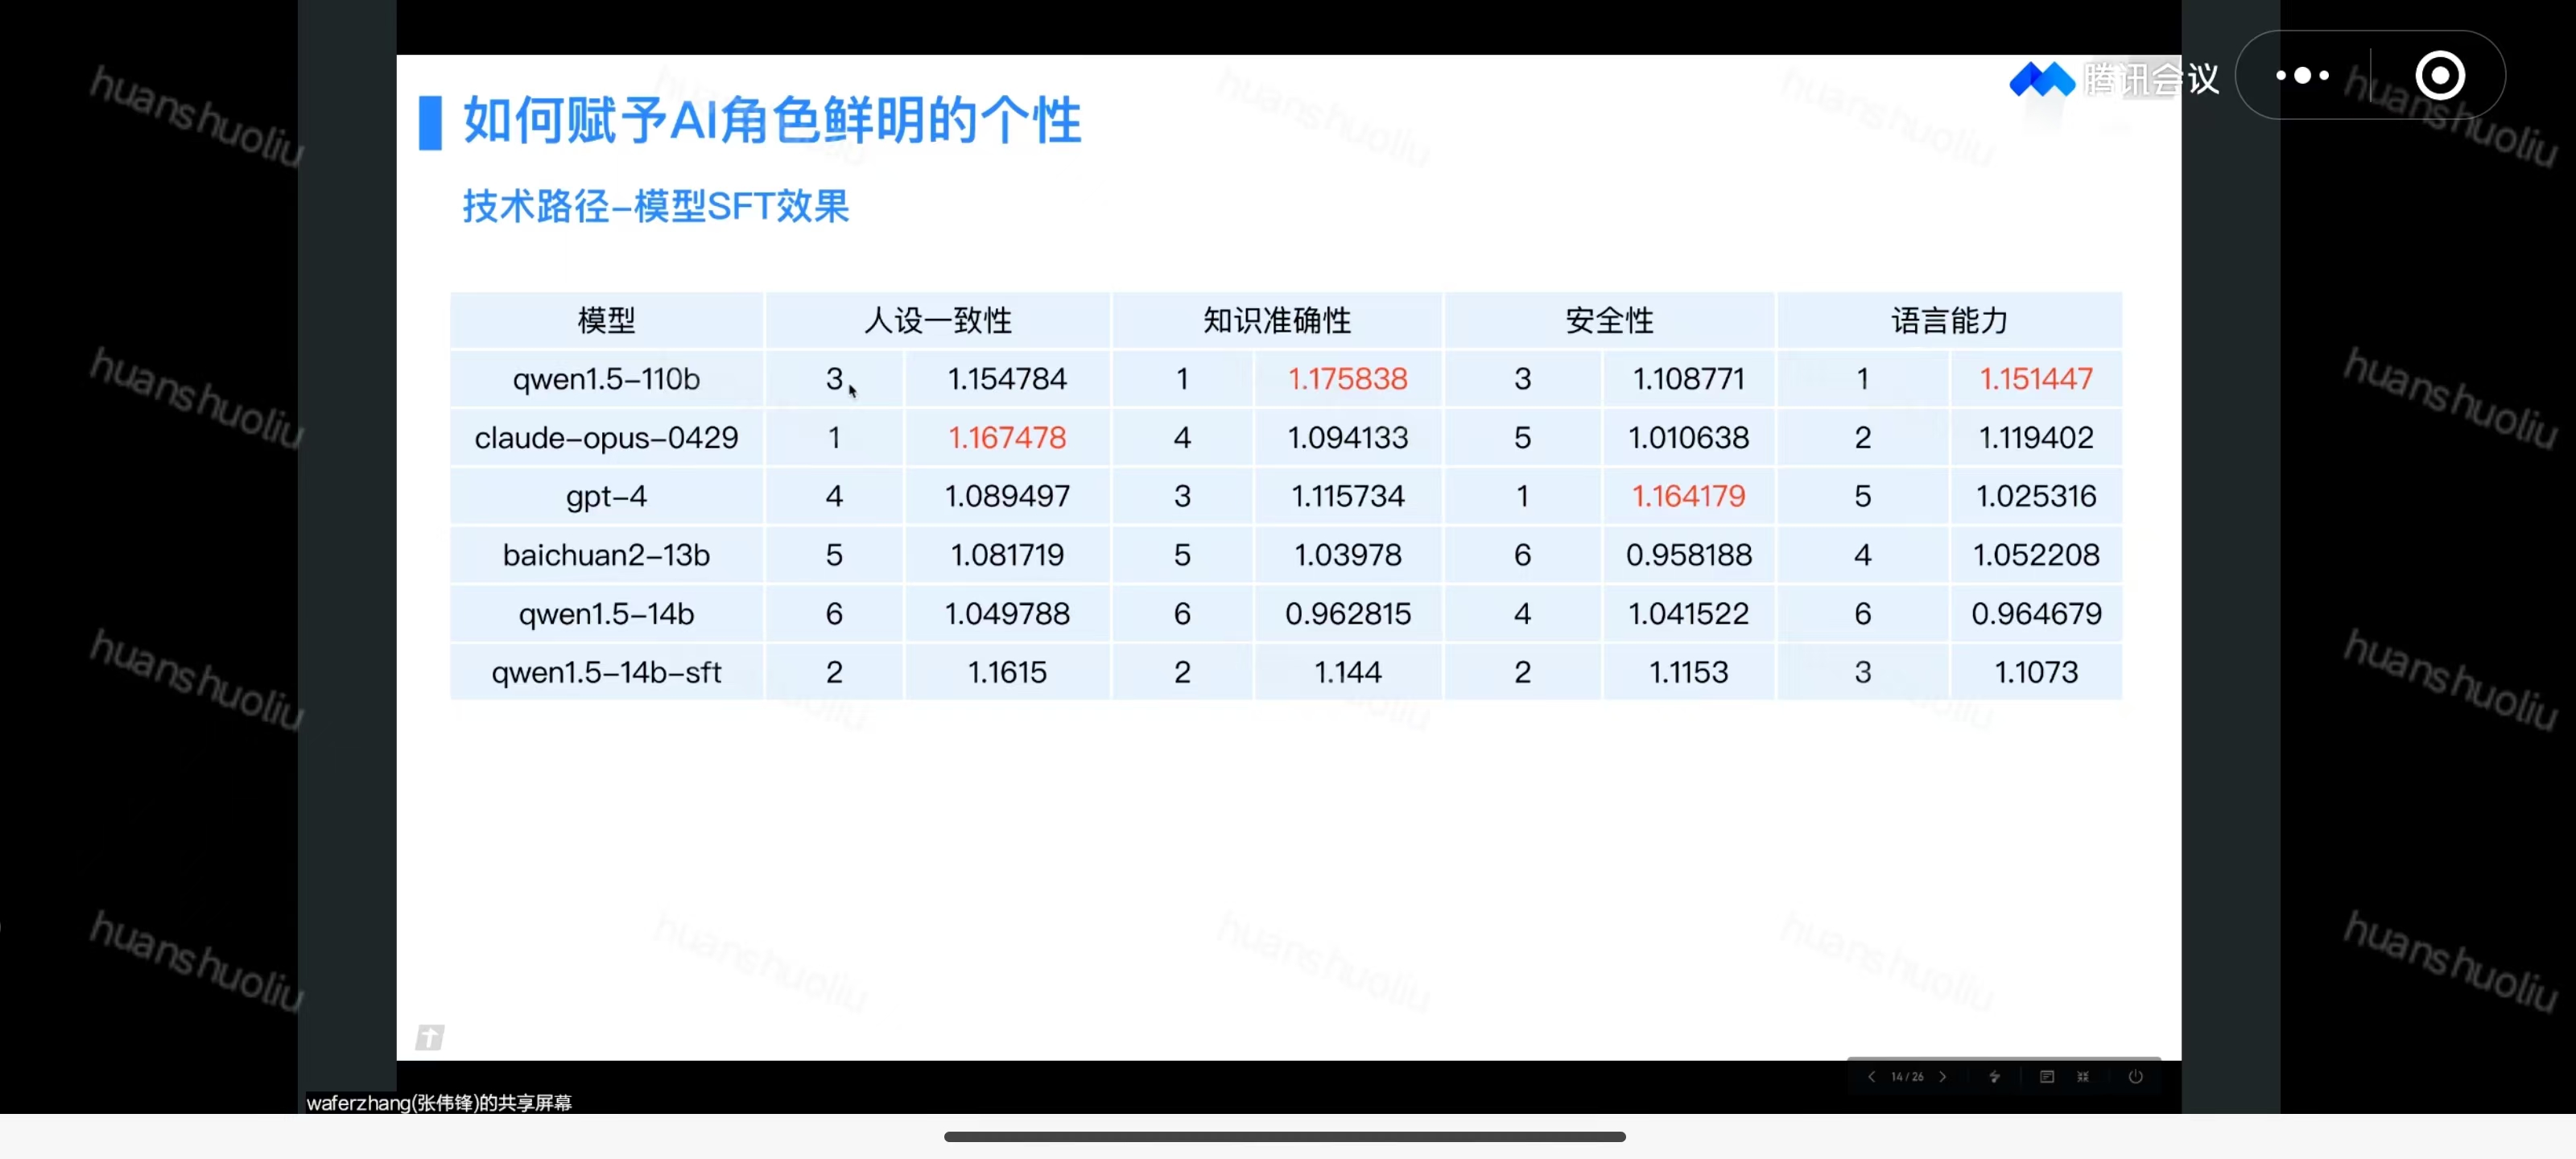 如何赋予AI角色鲜明的个性
腾讯会议
技术路径-模型SFT效果
模型 人设一致性 知识准确性 安全性 语言能力
qwen1.5-110b 3 1.154784 1 1.175838 3 1.108771 1 1.151447
claude-opus-0429 1 1.167478 4 1.094133 5 1.010638 2 1.119402
gpt-4 4 1.089497 3 1.115734 1 1.164179 5 1.025316
baichuan2-13b 5 1.081719 5 1.03978 6 0.958188 4 1.052208
qwen1.5-14b 6 1.049788 6 0.962815 4 1.041522 6 0.964679
qwen1.5-14b-sft 2 1.1615 2 1.144 2 1.1153 3 1.1073
14/26
waferzhang(张伟锋)的共享屏幕
huanshuoliu
huanshuoliu
huanshuoliu
huanshuoliu
huanshuoliu
huanshuoliu
huanshuoliu
huanshuoliu